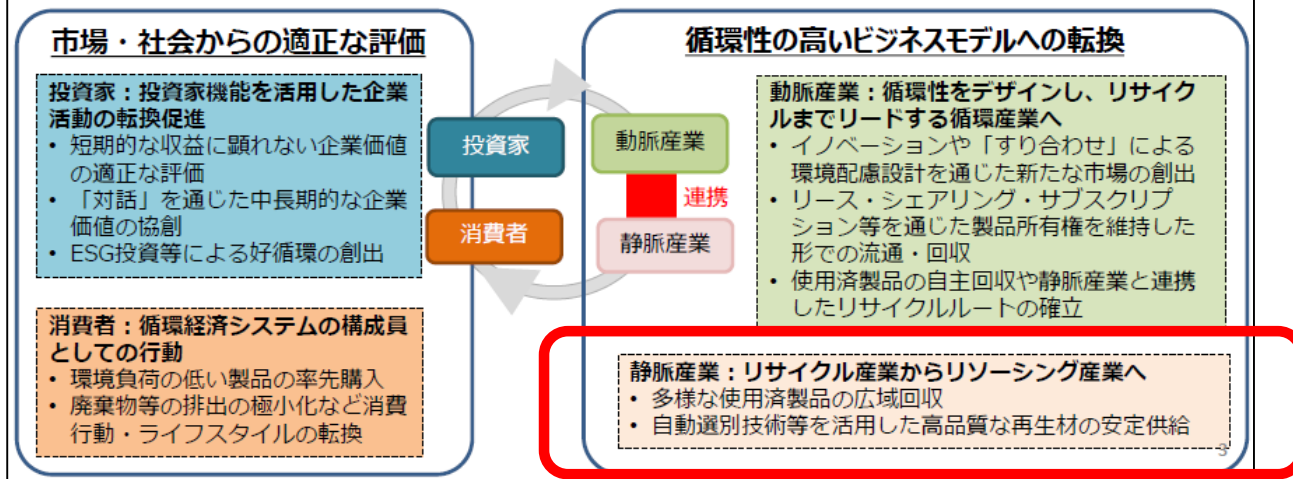 市場・社会からの適正な評価
投資家：投資家機能を活用した企業
活動の転換促進
• 短期的な収益に顕れない企業価値
の適正な評価
• 「対話」を通じた中長期的な企業
価値の協創
• ESG投資等による好循環の創出
消費者：循環経済システムの構成員
としての行動
• 環境負荷の低い製品の率先購入
• 廃棄物等の排出の極小化など消費
行動・ライフスタイルの転換
投資家
消費者
循環性の高いビジネスモデルへの転換
動脈産業
連携
静脈産業
動脈産業：循環性をデザインし、リサイク
ルまでリードする循環産業へ
• イノベーションや「すり合わせ」による
環境配慮設計を通じた新たな市場の創出
• リース・シェアリング・サブスクリプ
ション等を通じた製品所有権を維持した
形での流通・回収
• 使用済製品の自主回収や静脈産業と連携
したリサイクルルートの確立
静脈産業：リサイクル産業からリソーシング産業へ
• 多様な使用済製品の広域回収
• 自動選別技術等を活用した高品質な再生材の安定供給
3